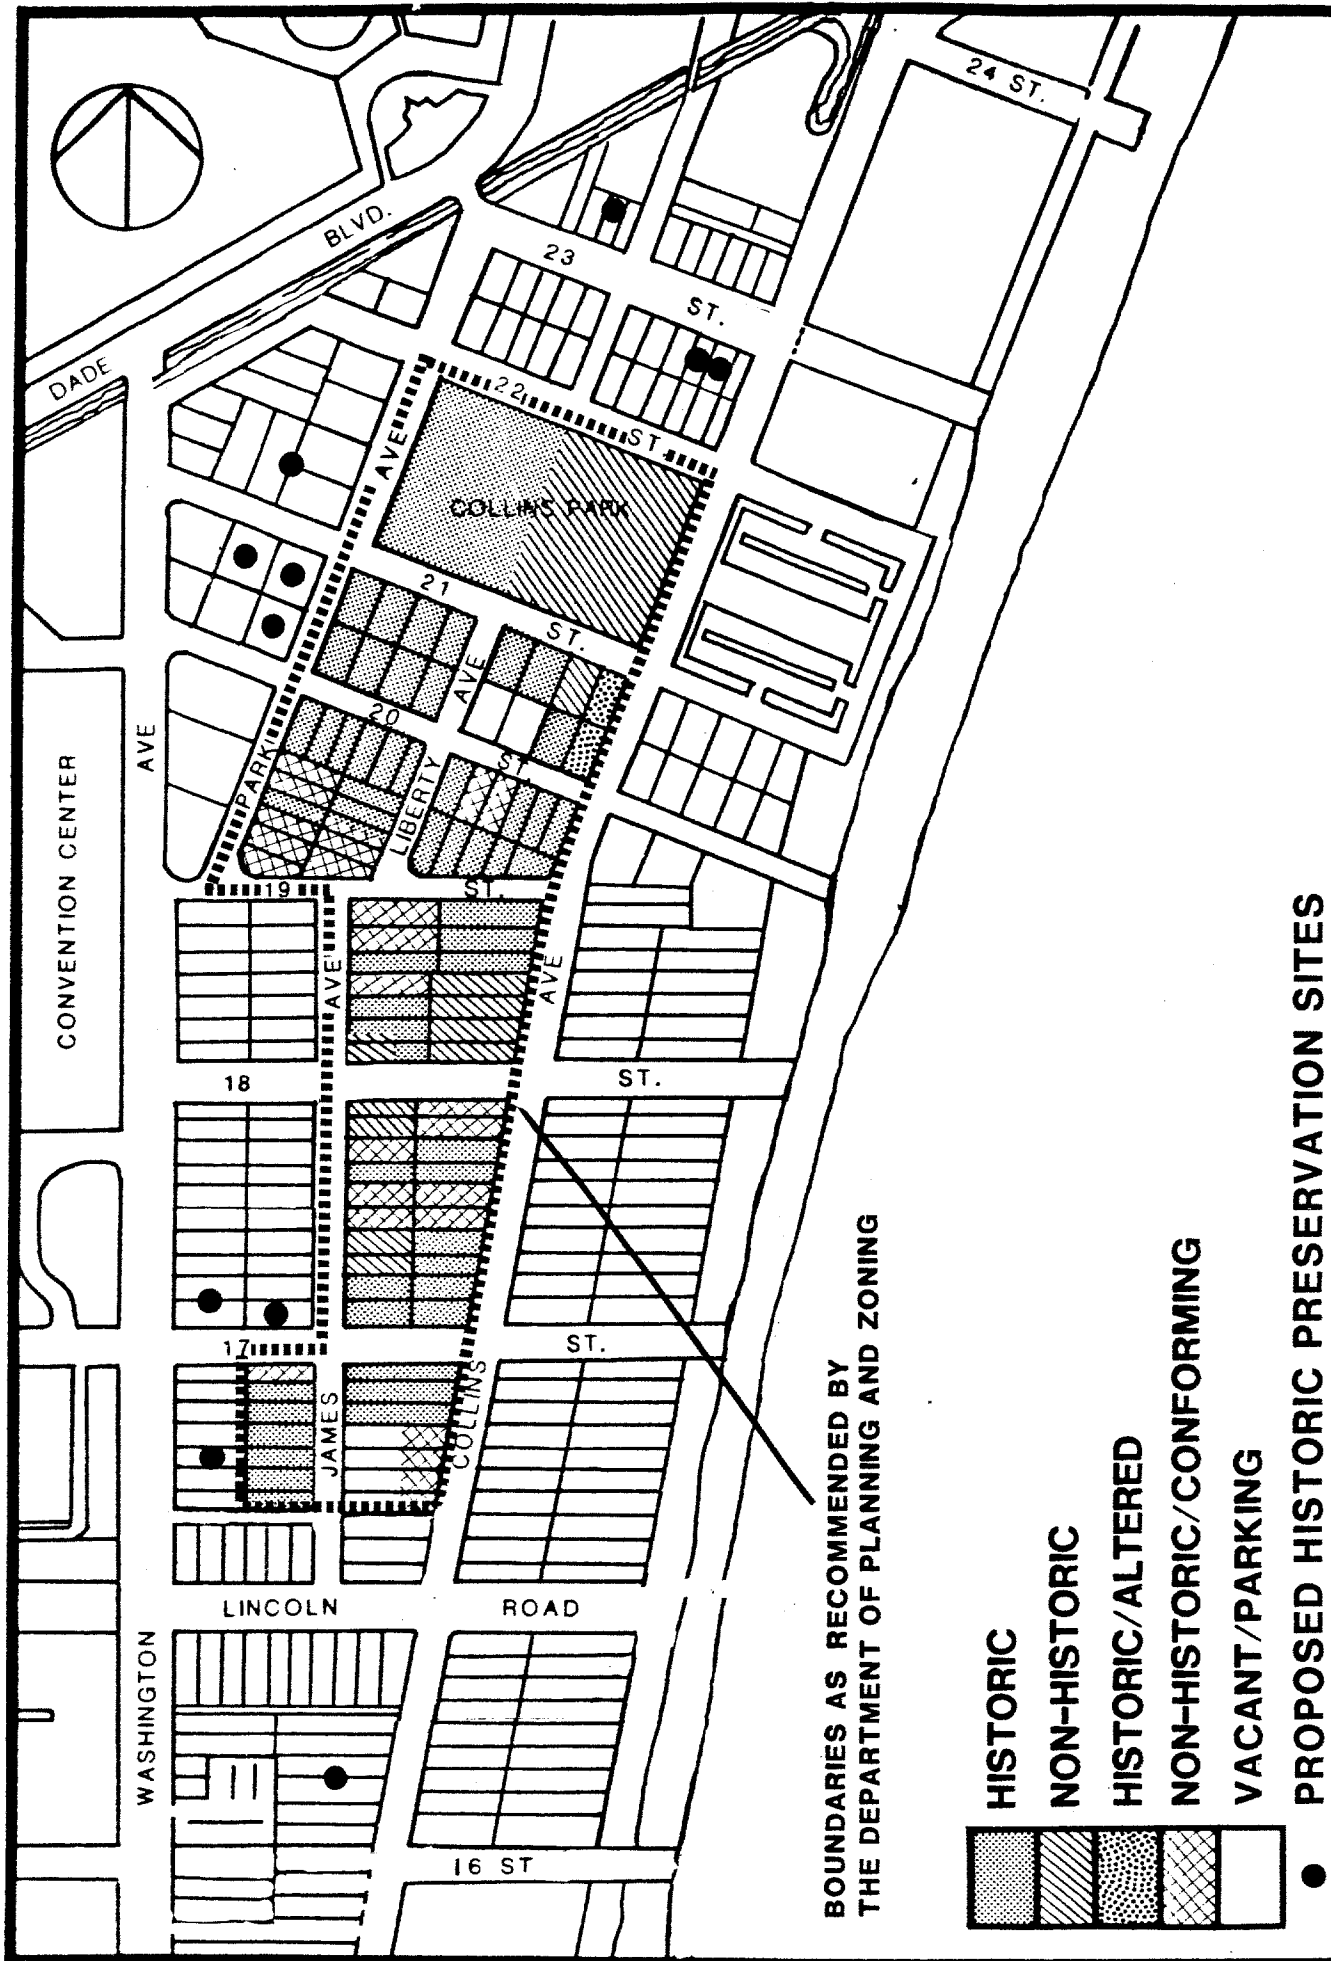 24 ST.
DADE
BLVD.
23
ST.
22
ST.
AVE
COLLINS PARK
21
ST.
AVE
AVE
20
ST.
PARK
LIBERTY
CONVENTION CENTER
19
ST.
AVE
AVE
18
ST.
17
ST.
JAMES
COLLINS
LINCOLN
ROAD
WASHINGTON
16 ST
BOUNDARIES AS RECOMMENDED BY
THE DEPARTMENT OF PLANNING AND ZONING
HISTORIC
NON-HISTORIC
HISTORIC/ALTERED
NON-HISTORIC/CONFORMING
VACANT/PARKING
PROPOSED HISTORIC PRESERVATION SITES